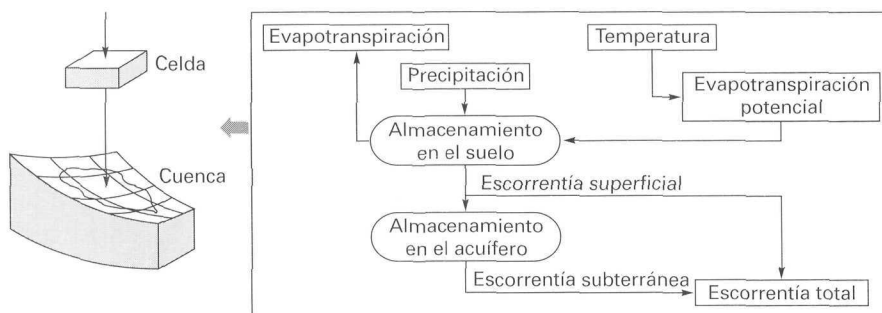 Celda
Cuenca
Evapotranspiración
Temperatura
Precipitación
Evapotranspiración
potencial
Almacenamiento
en el suelo
Escorrentía superficial
Almacenamiento
en el acuífero
Escorrentía subterránea
Escorrentía total